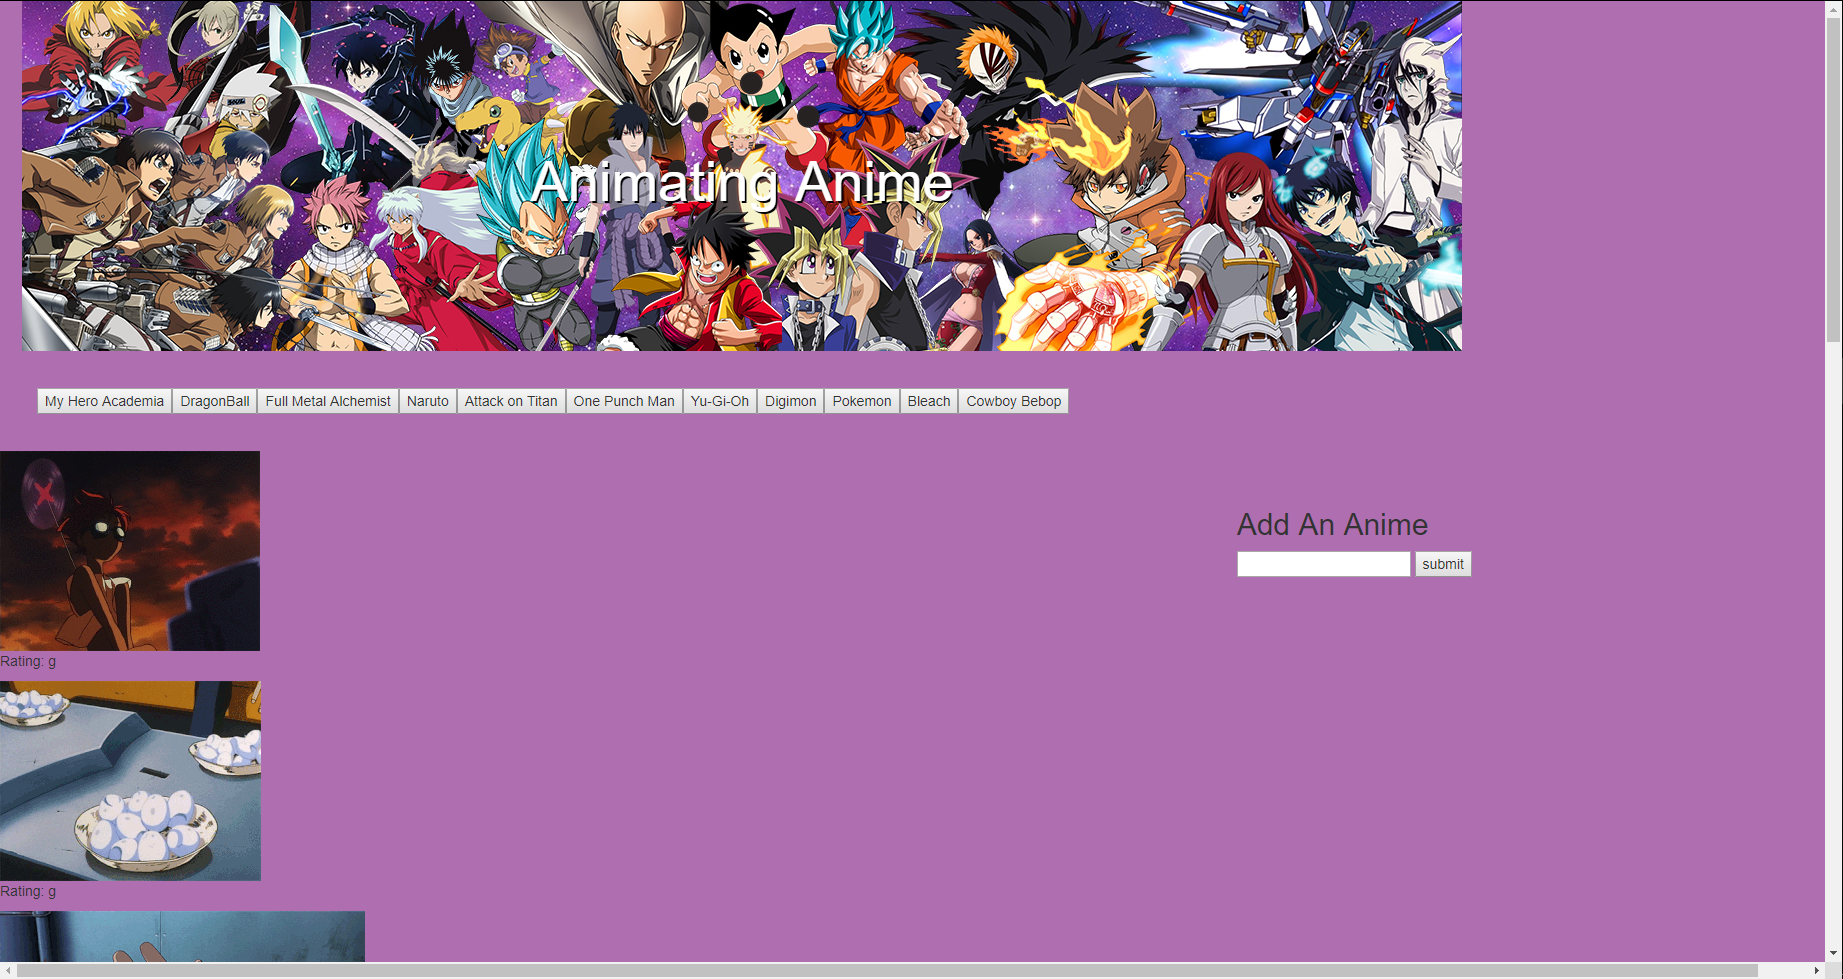 Animating Anime
My Hero Academia DragonBall Full Metal Alchemist Naruto Attack on Titan One Punch Man Yu-Gi-Oh Digimon Pokemon Bleach Cowboy Bebop
Add An Anime
submit
Rating: g
Rating: g